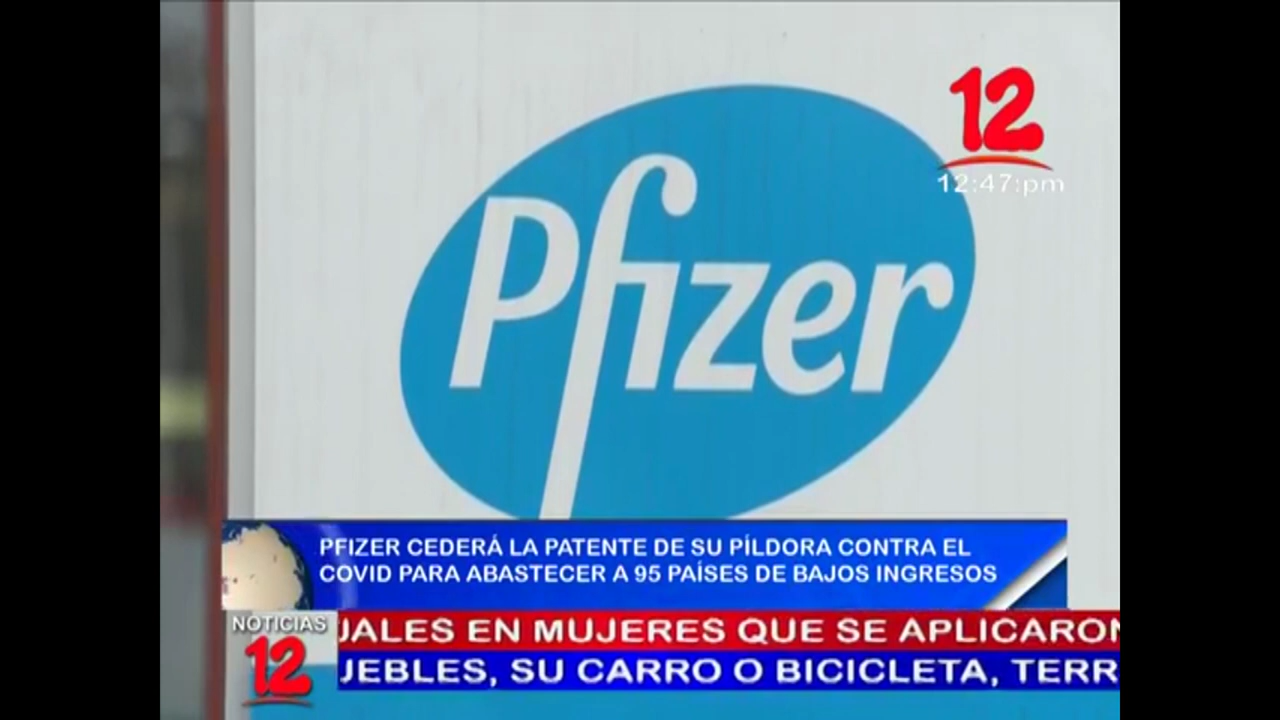 12
12:47:pm
Pfizer
PFIZER CEDERÁ LA PATENTE DE SU PÍLDORA CONTRA EL
COVID PARA ABASTECER A 95 PAÍSES DE BAJOS INGRESOS
NOTICIAS
12
JALES EN MUJERES QUE SE APLICARON
JEBLES, SU CARRO O BICICLETA, TERR